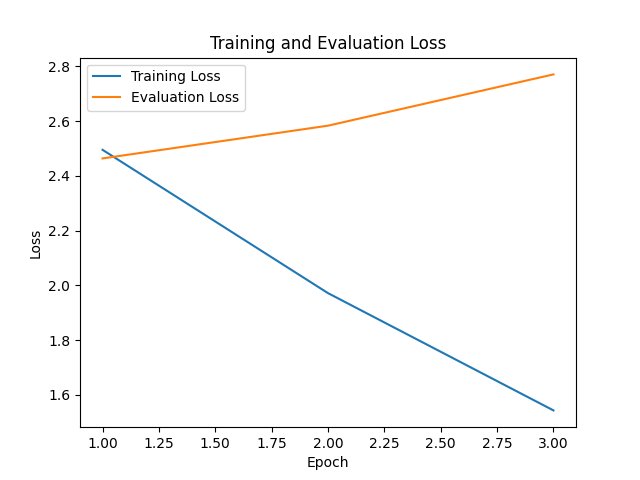 Training and Evaluation Loss
Training Loss
Evaluation Loss
2.8
2.6
2.4
2.2
2.0
1.8
1.6
Loss
1.00 1.25 1.50 1.75 2.00 2.25 2.50 2.75 3.00
Epoch